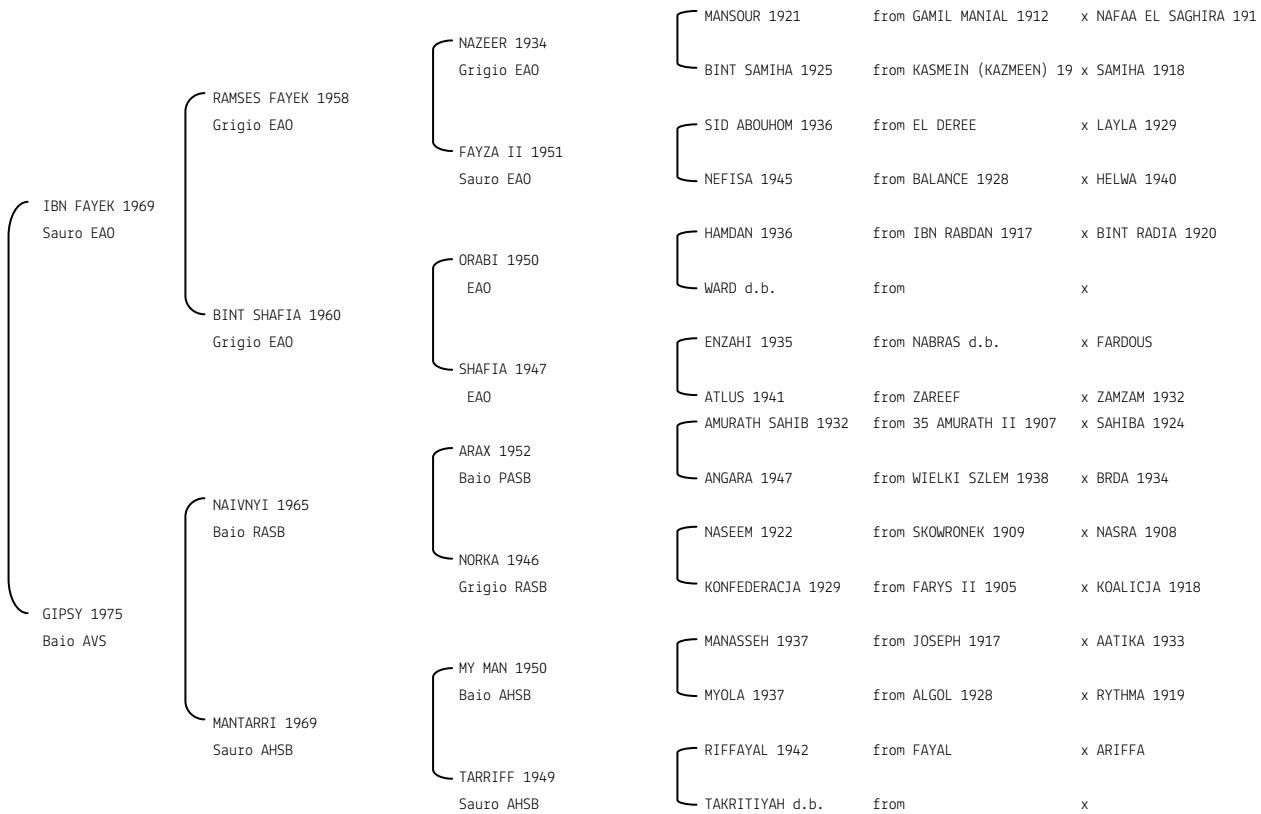 MANSOUR 1921 from GAMIL MANIAL 1912 x NAFAA EL SAGHIRA 191
NAZEER 1934
Grigio EAO BINT SAMIHA 1925 from KASMEIN (KAZMEEN) 19 x SAMIHA 1918
RAMSES FAYEK 1958
Grigio EAO SID ABOUHOM 1936 from EL DEREE x LAYLA 1929
FAYZA II 1951
Sauro EAO NEFISA 1945 from BALANCE 1928 x HELWA 1940
IBN FAYEK 1969
Sauro EAO HAMDAN 1936 from IBN RABDAN 1917 x BINT RADIA 1920
ORABI 1950
EAO WARD d.b. from x
BINT SHAFIA 1960
Grigio EAO ENZAHI 1935 from NABRAS d.b. x FARDOUS
SHAFIA 1947
EAO ATLUS 1941 from ZAREEF x ZAMZAM 1932
AMURATH SAHIB 1932 from 35 AMURATH II 1907 x SAHIBA 1924
ARAX 1952
Baio PASB ANGARA 1947 from WIELKI SZLEM 1938 x BRDA 1934
NAIVNYI 1965
Baio RASB NASEEM 1922 from SKOWRONEK 1909 x NASRA 1908
NORKA 1946
Grigio RASB KONFEDERACJA 1929 from FARYS II 1905 x KOALICJA 1918
GIPSY 1975
Baio AVS MANASSEH 1937 from JOSEPH 1917 x AATIKA 1933
MY MAN 1950
Baio AHSB MYOLA 1937 from ALGOL 1928 x RYTHMA 1919
MANTARRI 1969
Sauro AHSB RIFFAYAL 1942 from FAYAL x ARIFFA
TARRIFF 1949
Sauro AHSB TAKRITIYAH d.b. from x